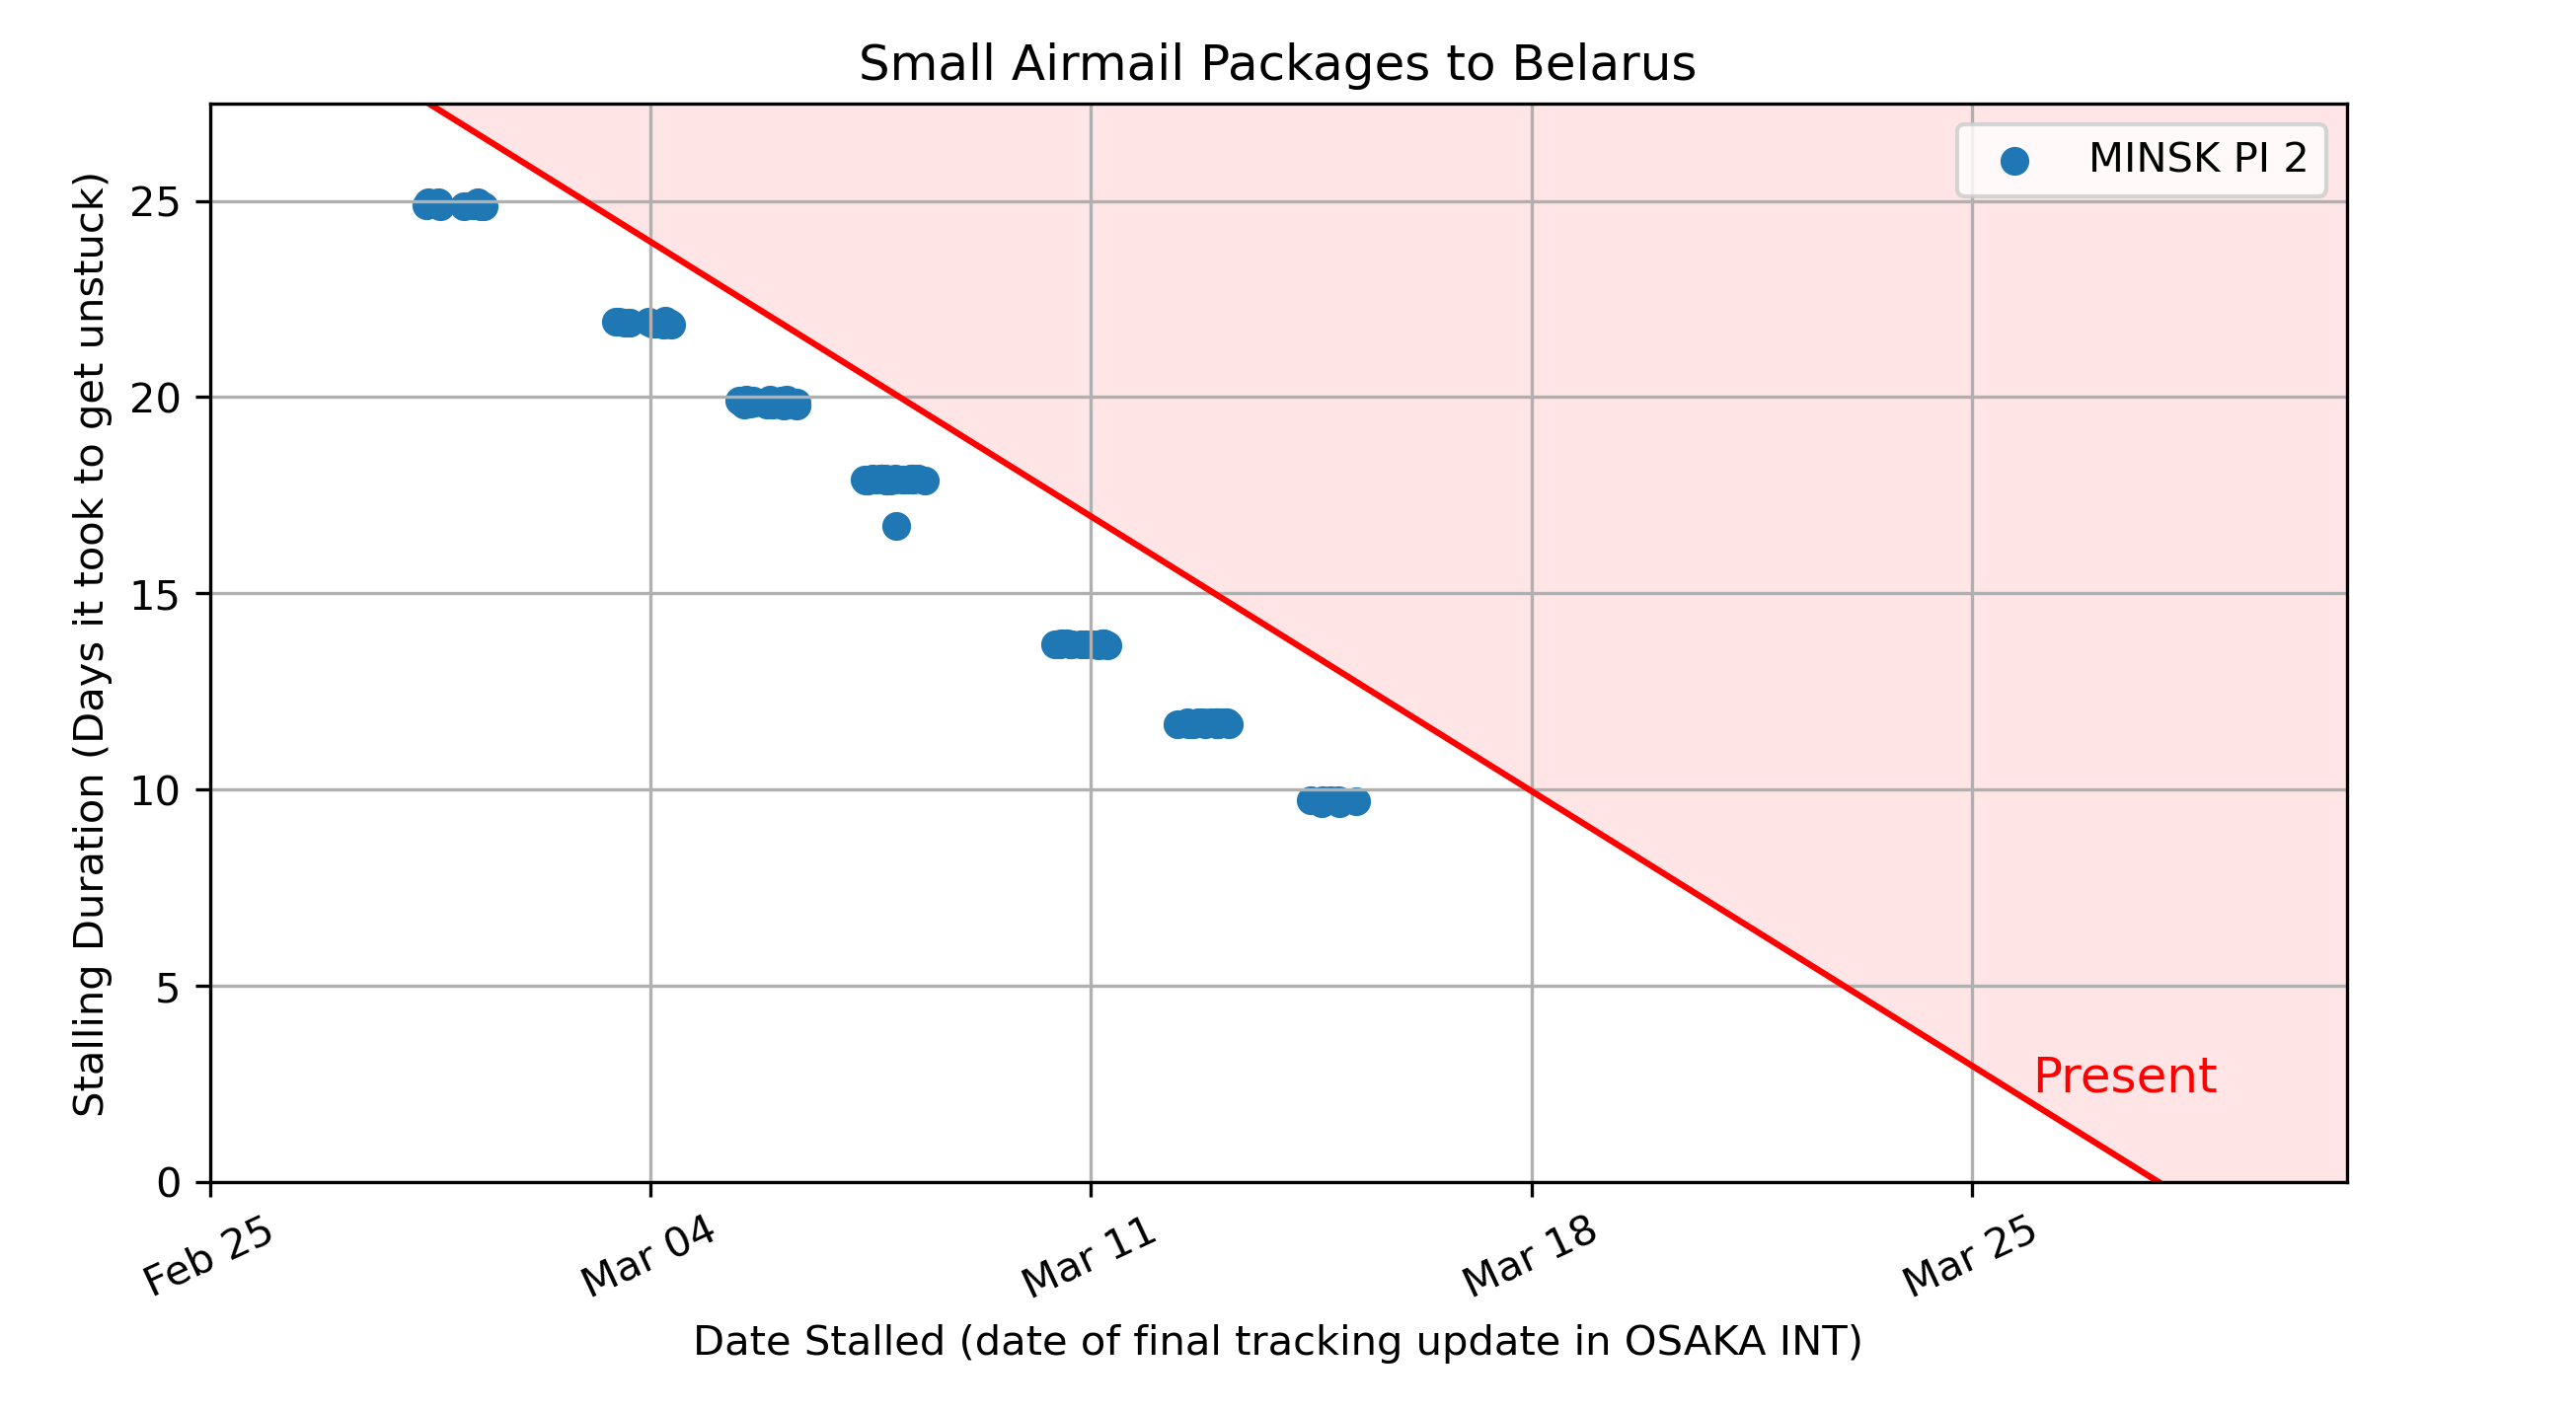 Small Airmail Packages to Belarus
MINSK PI 2
Stalling Duration (Days it took to get unstuck)
25
20
15
10
5
0
Present
Feb 25
Mar 04
Mar 11
Mar 18
Mar 25
Date Stalled (date of final tracking update in OSAKA INT)